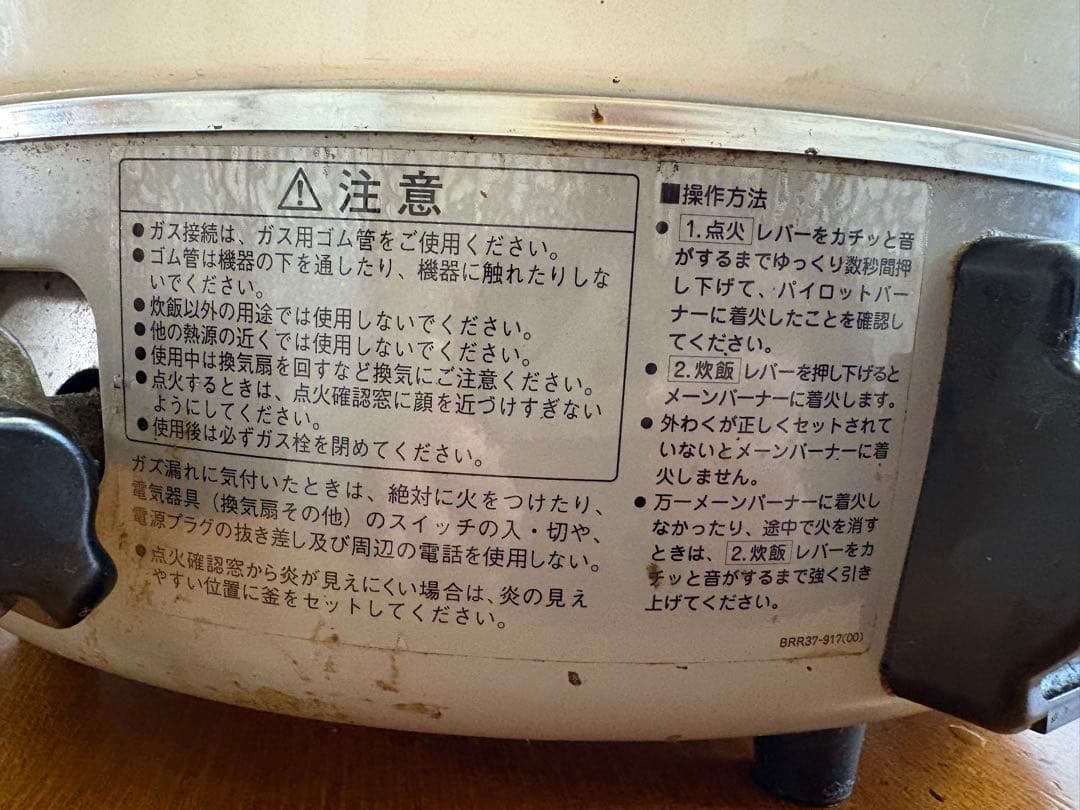 ⚠ 注意
●ガス接続は、ガス用ゴム管をご使用ください。
●ゴム管は機器の下を通したり、機器に触れたりしな
いでください。
●炊飯以外の用途では使用しないでください。
●他の熱源の近くでは使用しないでください。
●使用中は換気扇を回すなど換気にご注意ください。
●点火するときは、点火確認窓に顔を近づけすぎない
ようにしてください。
●使用後は必ずガス栓を閉めてください。
ガス漏れに気付いたときは、絶対に火をつけたり、
電気器具（換気扇その他）のスイッチの入・切や、
電源プラグの抜き差し及び周辺の電話を使用しない。
●点火確認窓から炎が見えにくい場合は、炎の見え
やすい位置に釜をセットしてください。
■操作方法
● 1.点火 レバーをカチッと音
がするまでゆっくり数秒間押
し下げて、パイロットバー
ナーに着火したことを確認し
てください。
● 2.炊飯 レバーを押し下げると
メーンバーナーに着火します。
●外わくが正しくセットされて
いないとメーンバーナーに着
火しません。
●万一メーンバーナーに着火し
なかったり、途中で火を消す
ときは、 2.炊飯 レバーをカ
チッと音がするまで強く引き
上げてください。
BRR37-917(00)